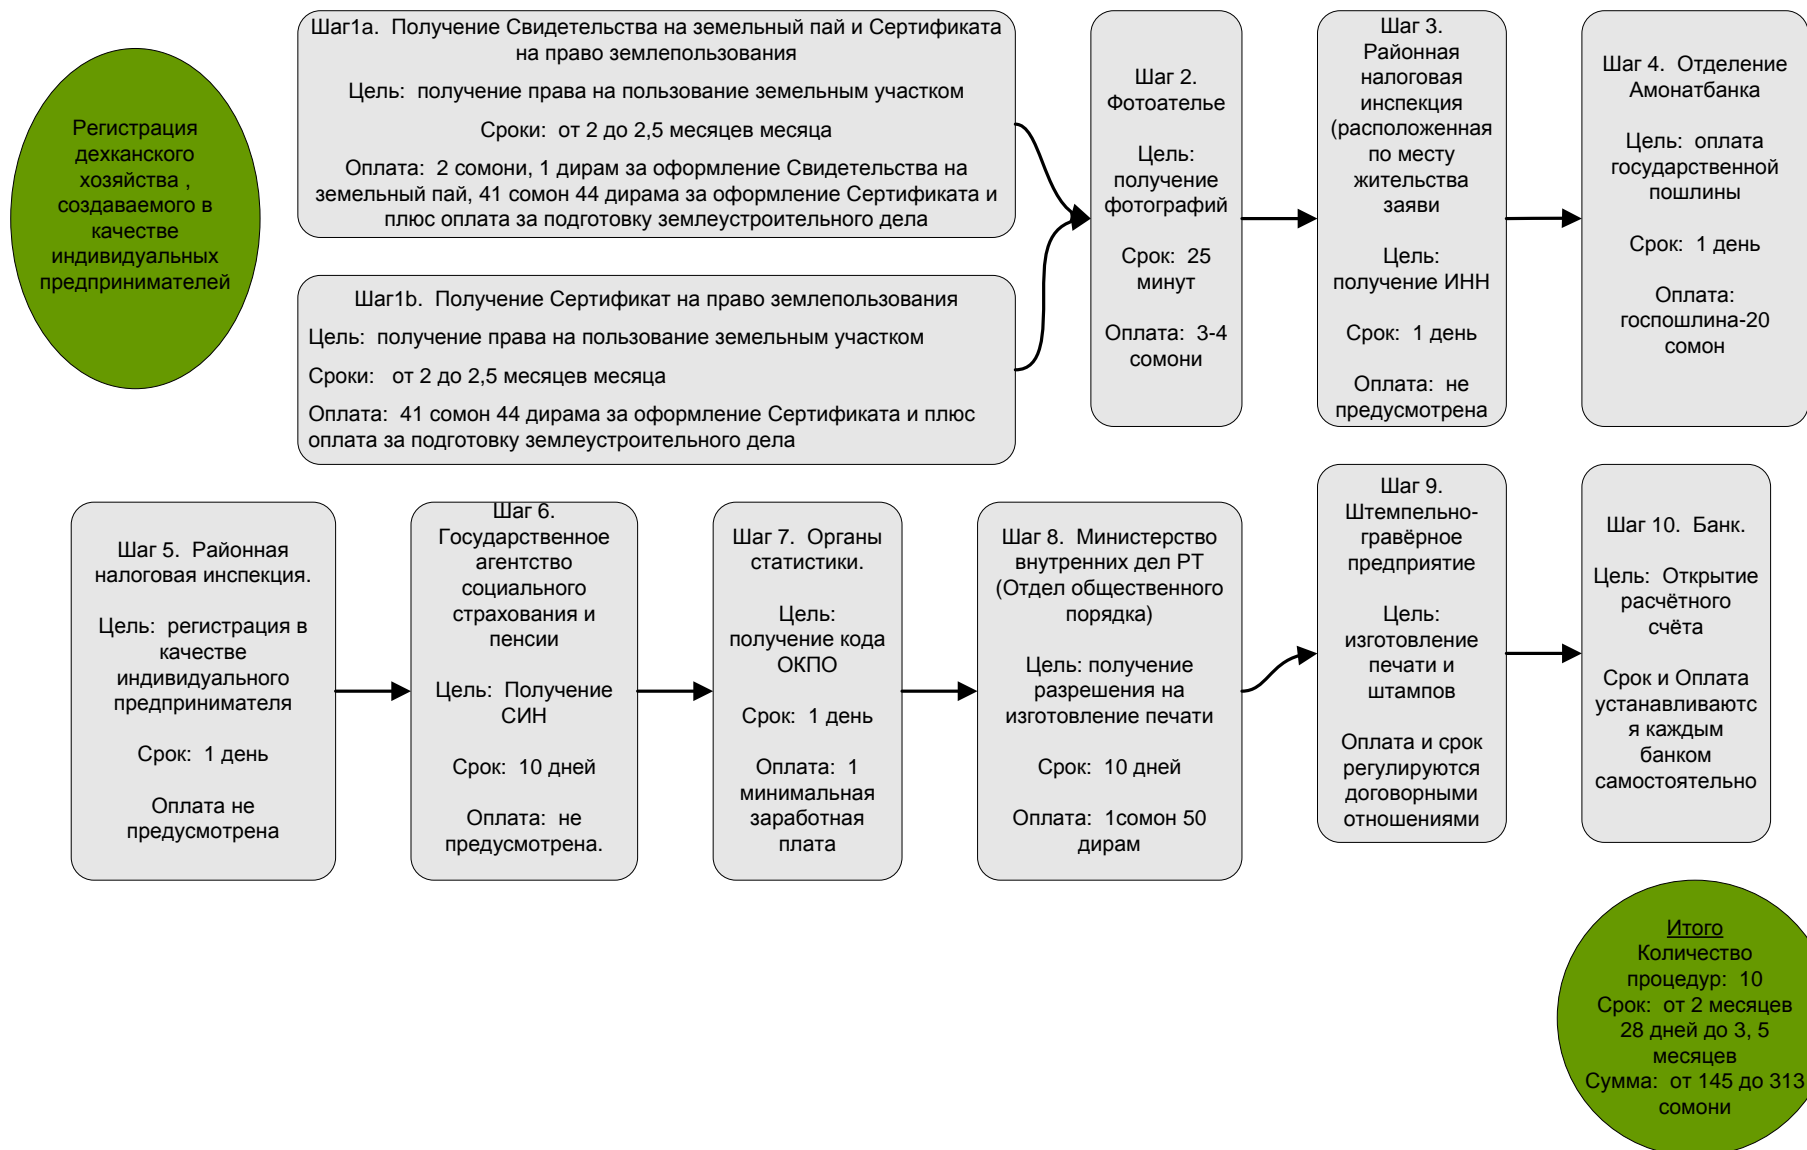 Регистрация
дехканского
хозяйства ,
создаваемого в
качестве
индивидуальных
предпринимателей
Шаг1а. Получение Свидетельства на земельный пай и Сертификата
на право землепользования
Цель: получение права на пользование земельным участком
Сроки: от 2 до 2,5 месяцев месяца
Оплата: 2 сомони, 1 дирам за оформление Свидетельства на
земельный пай, 41 сомон 44 дирама за оформление Сертификата и
плюс оплата за подготовку землеустроительного дела
Шаг1b. Получение Сертификат на право землепользования
Цель: получение права на пользование земельным участком
Сроки: от 2 до 2,5 месяцев месяца
Оплата: 41 сомон 44 дирама за оформление Сертификата и плюс
оплата за подготовку землеустроительного дела
Шаг 2.
Фотоателье
Цель:
получение
фотографий
Срок: 25
минут
Оплата: 3-4
сомони
Шаг 3.
Районная
налоговая
инспекция
(расположенная
по месту
жительства
заяви
Цель:
получение ИНН
Срок: 1 день
Оплата: не
предусмотрена
Шаг 4. Отделение
Амонатбанка
Цель: оплата
государственной
пошлины
Срок: 1 день
Оплата:
госпошлина-20
сомон
Шаг 5. Районная
налоговая инспекция.
Цель: регистрация в
качестве
индивидуального
предпринимателя
Срок: 1 день
Оплата не
предусмотрена
Шаг 6.
Государственное
агентство
социального
страхования и
пенсии
Цель: Получение
СИН
Срок: 10 дней
Оплата: не
предусмотрена.
Шаг 7. Органы
статистики.
Цель:
получение кода
ОКПО
Срок: 1 день
Оплата: 1
минимальная
заработная
плата
Шаг 8. Министерство
внутренних дел РТ
(Отдел общественного
порядка)
Цель: получение
разрешения на
изготовление печати
Срок: 10 дней
Оплата: 1сомон 50
дирам
Шаг 9.
Штемпельно-
гравёрное
предприятие
Цель:
изготовление
печати и
штампов
Оплата и срок
регулируются
договорными
отношениями
Шаг 10. Банк.
Цель: Открытие
расчётного
счёта
Срок и Оплата
устанавливаютс
я каждым
банком
самостоятельно
Итого
Количество
процедур: 10
Срок: от 2 месяцев
28 дней до 3, 5
месяцев
Сумма: от 145 до 313
сомони